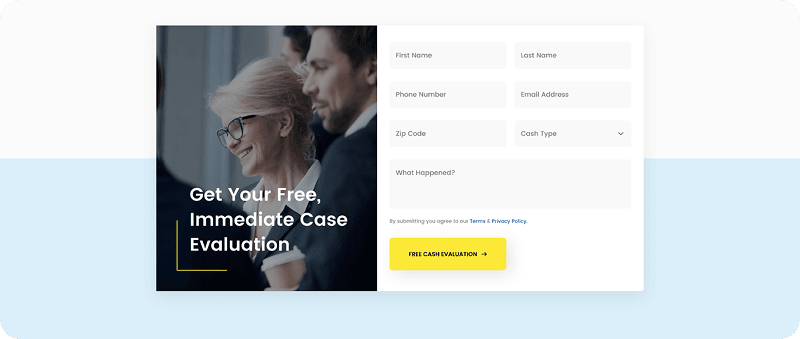 Get Your Free,
Immediate Case
Evaluation
First Name
Last Name
Phone Number
Email Address
Zip Code
Cash Type
What Happened?
By submitting you agree to our Terms & Privacy Policy.
FREE CASH EVALUATION →